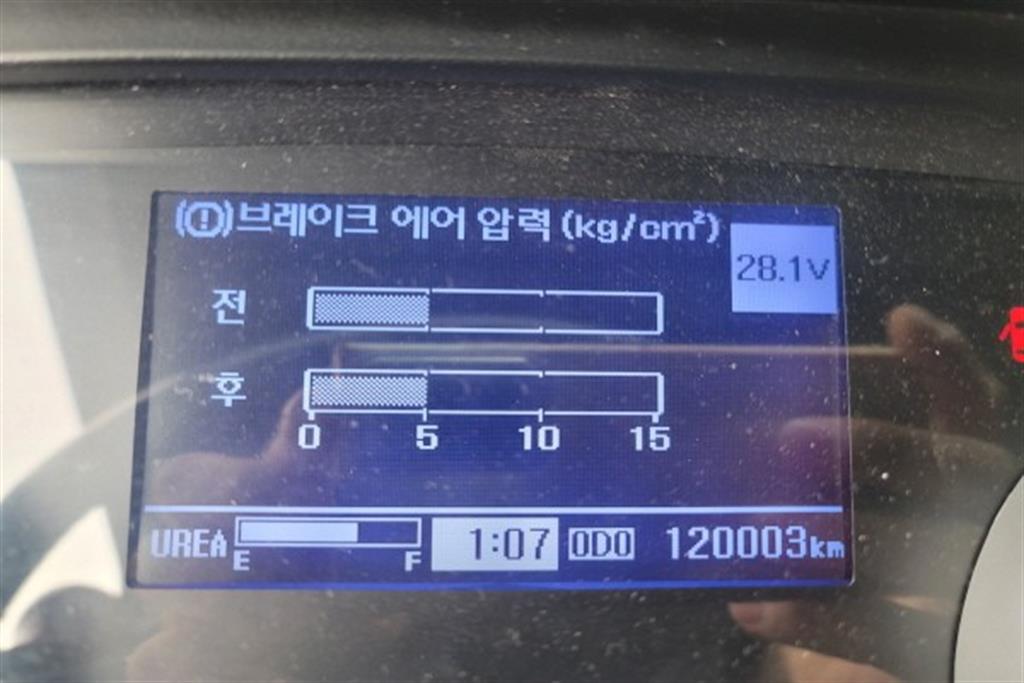 (!)브레이크 에어 압력(kg/cm²)
28.1V
전
후
0 5 10 15
UREA E F 1:07 ODO 120003km